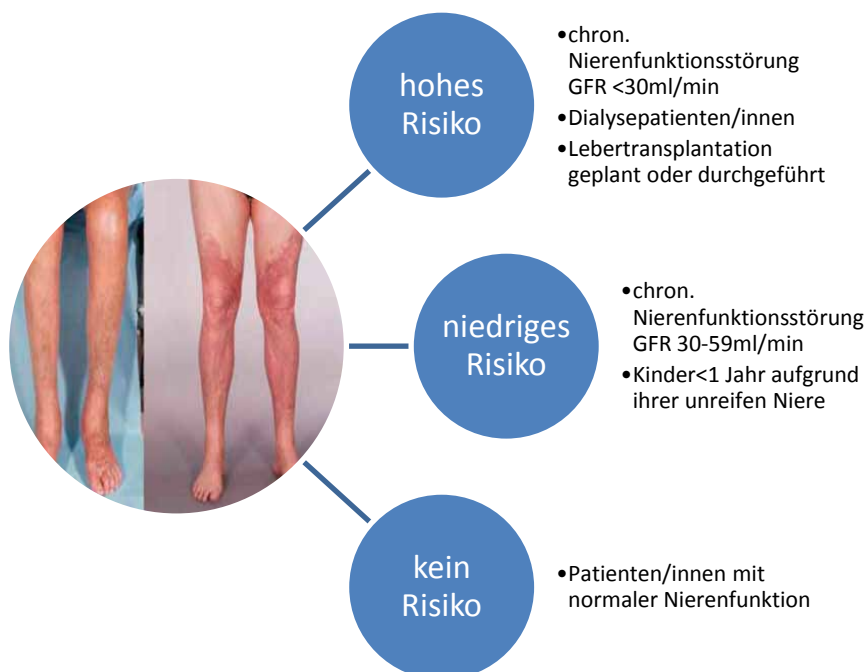 hohes
Risiko
•chron.
Nierenfunktionsstörung
GFR <30ml/min
•Dialysepatienten/innen
•Lebertransplantation
geplant oder durchgeführt
niedriges
Risiko
•chron.
Nierenfunktionsstörung
GFR 30-59ml/min
•Kinder<1 Jahr aufgrund
ihrer unreifen Niere
kein
Risiko
•Patienten/innen mit
normaler Nierenfunktion